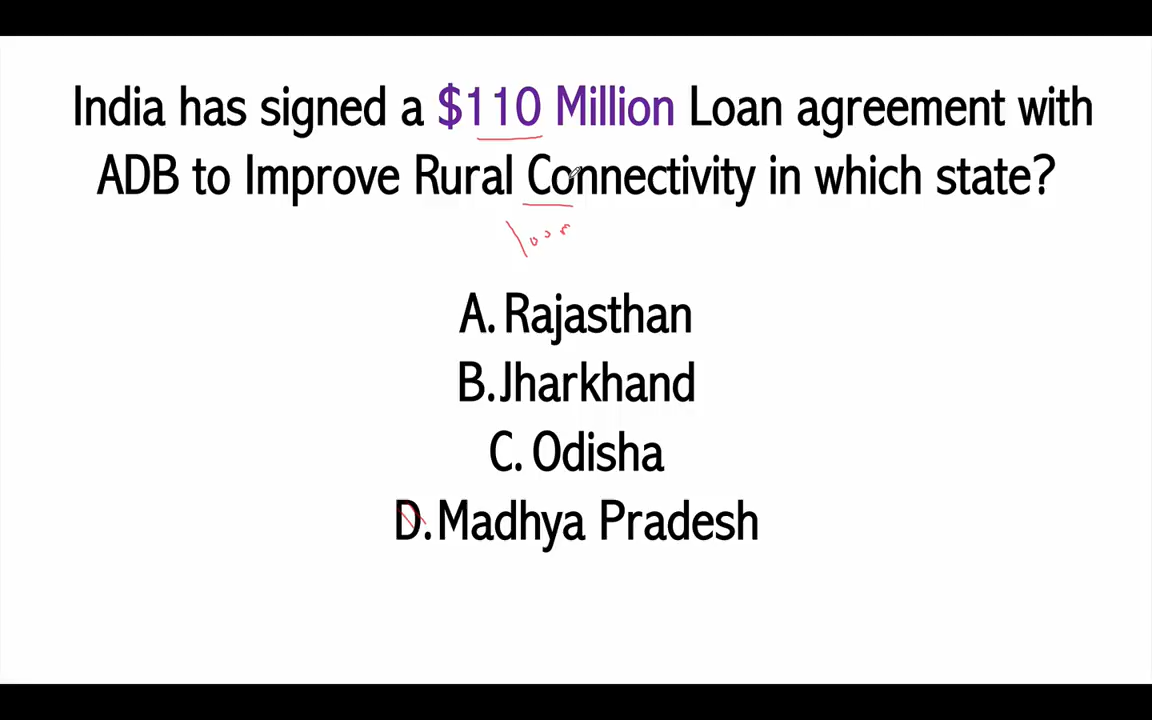 India has signed a $110 Million Loan agreement with
ADB to Improve Rural Connectivity in which state?
A. Rajasthan
B. Jharkhand
C. Odisha
D. Madhya Pradesh